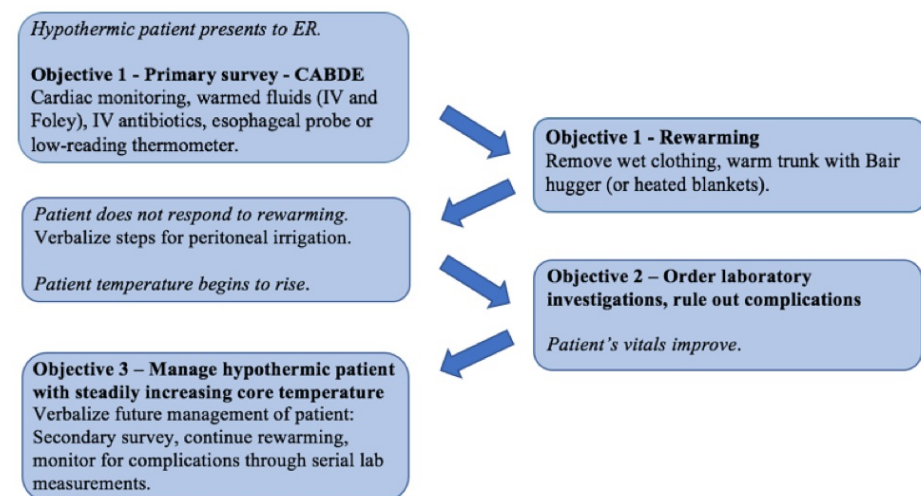 Hypothermic patient presents to ER.
Objective 1 - Primary survey - CABDE
Cardiac monitoring, warmed fluids (IV and
Foley), IV antibiotics, esophageal probe or
low-reading thermometer.
Objective 1 - Rewarming
Remove wet clothing, warm trunk with Bair
hugger (or heated blankets).
Patient does not respond to rewarming.
Verbalize steps for peritoneal irrigation.
Patient temperature begins to rise.
Objective 2 – Order laboratory
investigations, rule out complications
Patient's vitals improve.
Objective 3 – Manage hypothermic patient
with steadily increasing core temperature
Verbalize future management of patient:
Secondary survey, continue rewarming,
monitor for complications through serial lab
measurements.